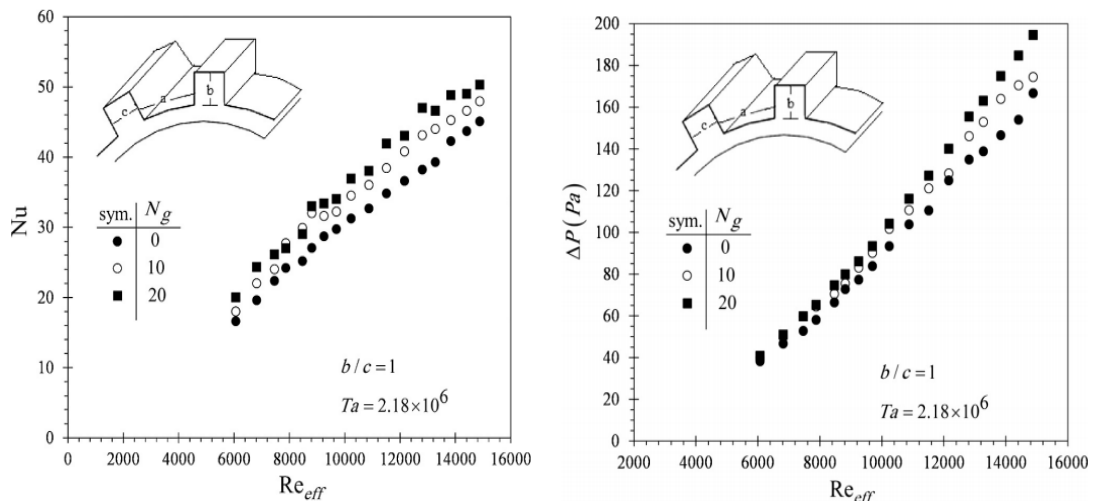 60
50
40
30
20
10
0
Nu
c
a
b
sym. N_g
● 0
○ 10
■ 20
b/c=1
Ta=2.18×10^6
0 2000 4000 6000 8000 10000 12000 14000 16000
Re_eff
200
180
160
140
120
100
80
60
40
20
0
ΔP(Pa)
c
a
b
sym. N_g
● 0
○ 10
■ 20
b/c=1
Ta=2.18×10^6
2000 4000 6000 8000 10000 12000 14000 16000
Re_eff